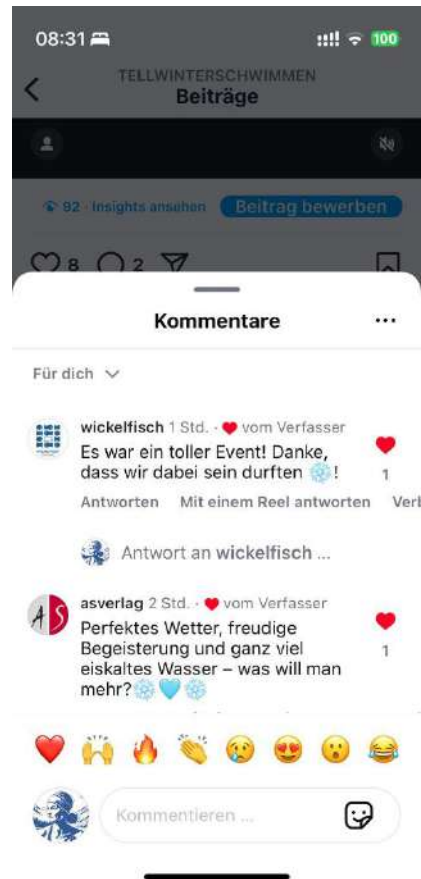 08:31
100
TELLWINTERSCHWIMMEN
Beiträge
92 · Insights ansehen
Beitrag bewerben
8 2
Kommentare
Für dich
wickelfisch 1 Std. · ❤️ vom Verfasser
Es war ein toller Event! Danke,
dass wir dabei sein durften ❄️!
1
Antworten Mit einem Reel antworten Verl
Antwort an wickelfisch ...
AS
asverlag 2 Std. · ❤️ vom Verfasser
Perfektes Wetter, freudige
Begeisterung und ganz viel
eiskaltes Wasser – was will man
mehr?❄️🩵❄️
1
❤️ 🙌 🔥 👏 😢 😍 😮 😂
Kommentieren ...